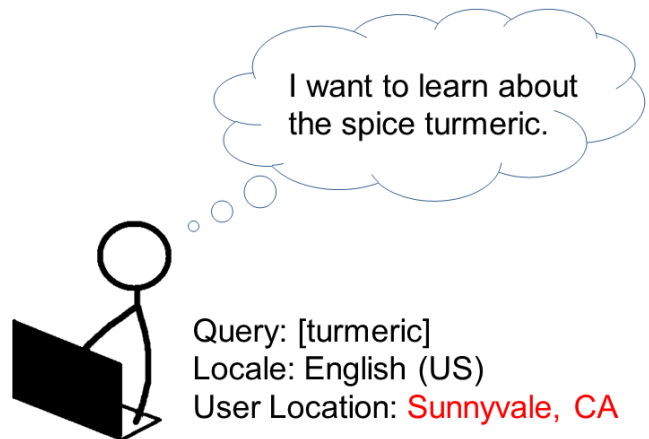 I want to learn about
the spice turmeric.
Query: [turmeric]
Locale: English (US)
User Location: Sunnyvale, CA